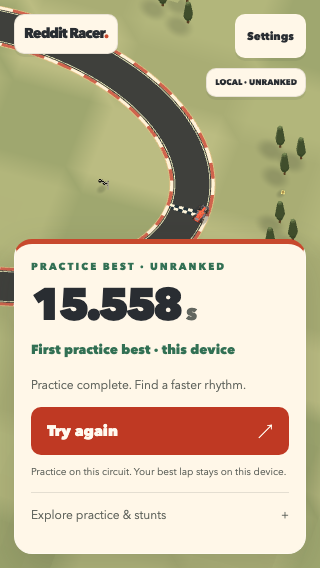 Reddit Racer.
Settings
LOCAL • UNRANKED
PRACTICE BEST • UNRANKED
15.558 s
First practice best • this device
Practice complete. Find a faster rhythm.
Try again
Practice on this circuit. Your best lap stays on this device.
Explore practice & stunts +